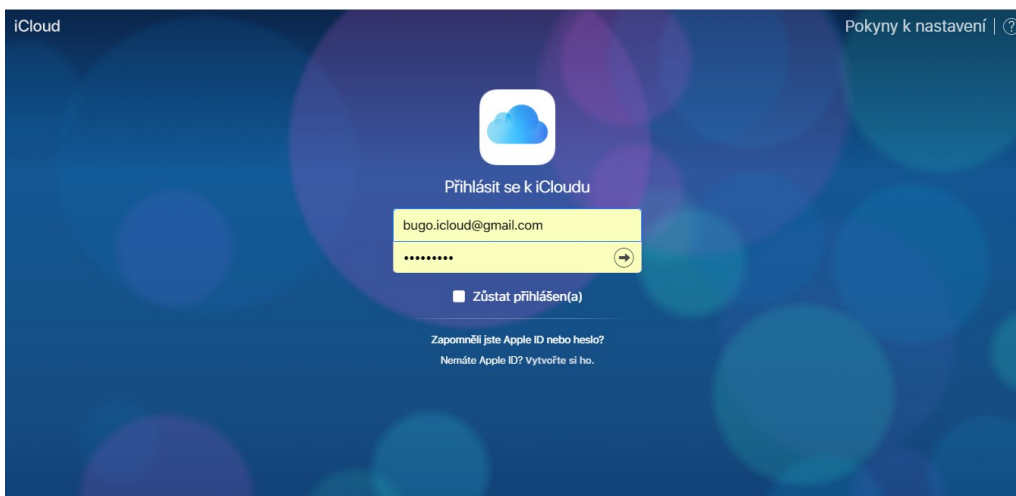 iCloud
Pokyny k nastavení
?
Přihlásit se k iCloudu
bugo.icloud@gmail.com
•••••••••
Zůstat přihlášen(a)
Zapomněli jste Apple ID nebo heslo?
Nemáte Apple ID? Vytvořte si ho.